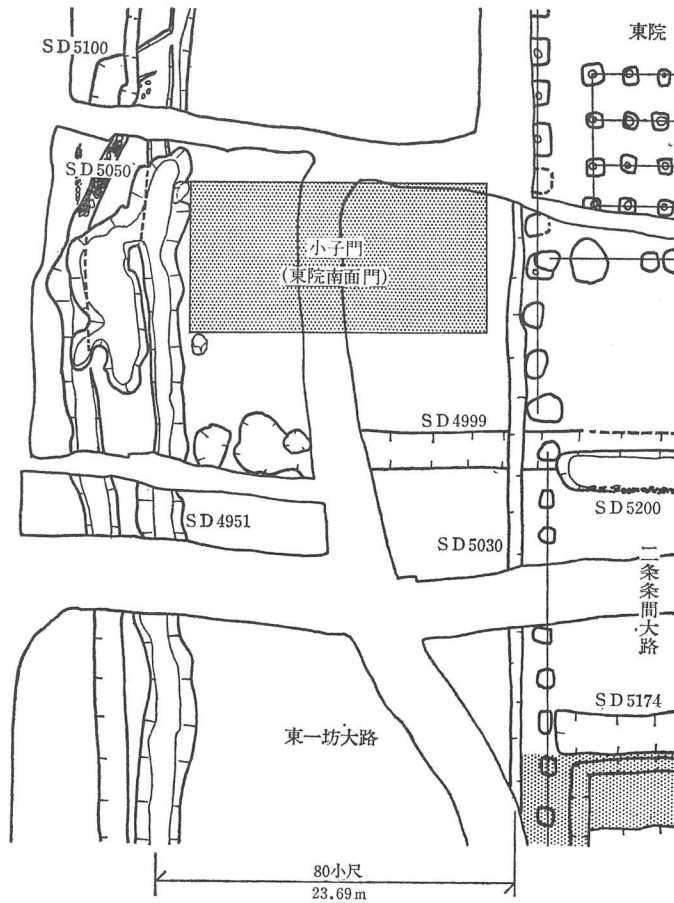 SD5100
東院
SD5050
小子門
(東院南面門)
SD4999
SD4951
SD5030
SD5200
二条条間大路
SD5174
東一坊大路
80小尺
23.69m